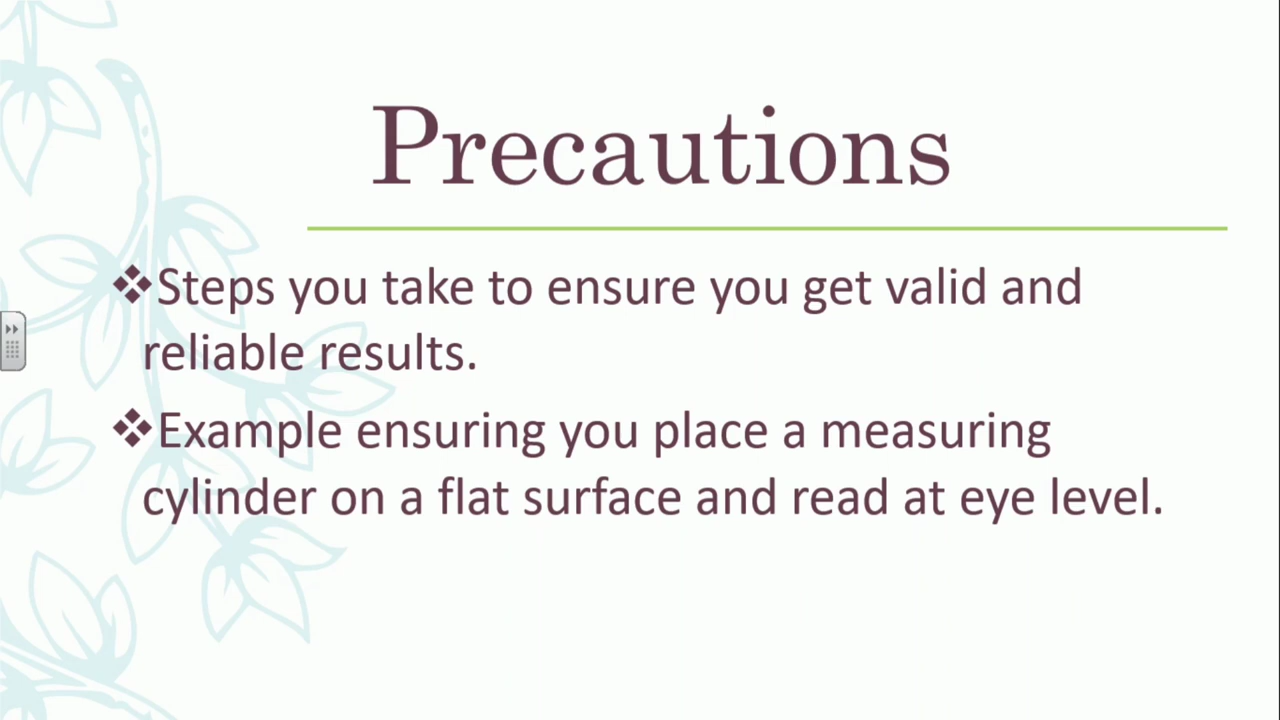 Precautions
❖Steps you take to ensure you get valid and
reliable results.
❖Example ensuring you place a measuring
cylinder on a flat surface and read at eye level.